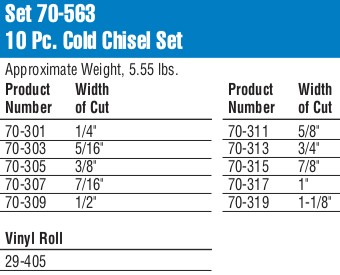 Set 70-563
10 Pc. Cold Chisel Set
Approximate Weight, 5.55 lbs.
Product Number Width of Cut
70-301 1/4"
70-303 5/16"
70-305 3/8"
70-307 7/16"
70-309 1/2"
Product Number Width of Cut
70-311 5/8"
70-313 3/4"
70-315 7/8"
70-317 1"
70-319 1-1/8"
Vinyl Roll
29-405